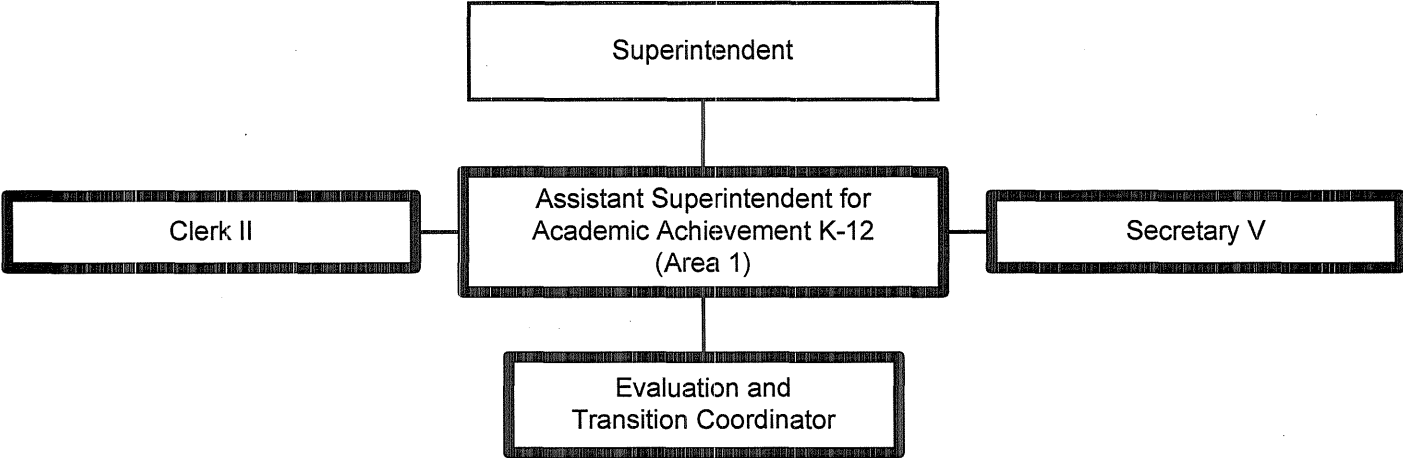 Superintendent
Clerk II
Assistant Superintendent for
Academic Achievement K-12
(Area 1)
Secretary V
Evaluation and
Transition Coordinator